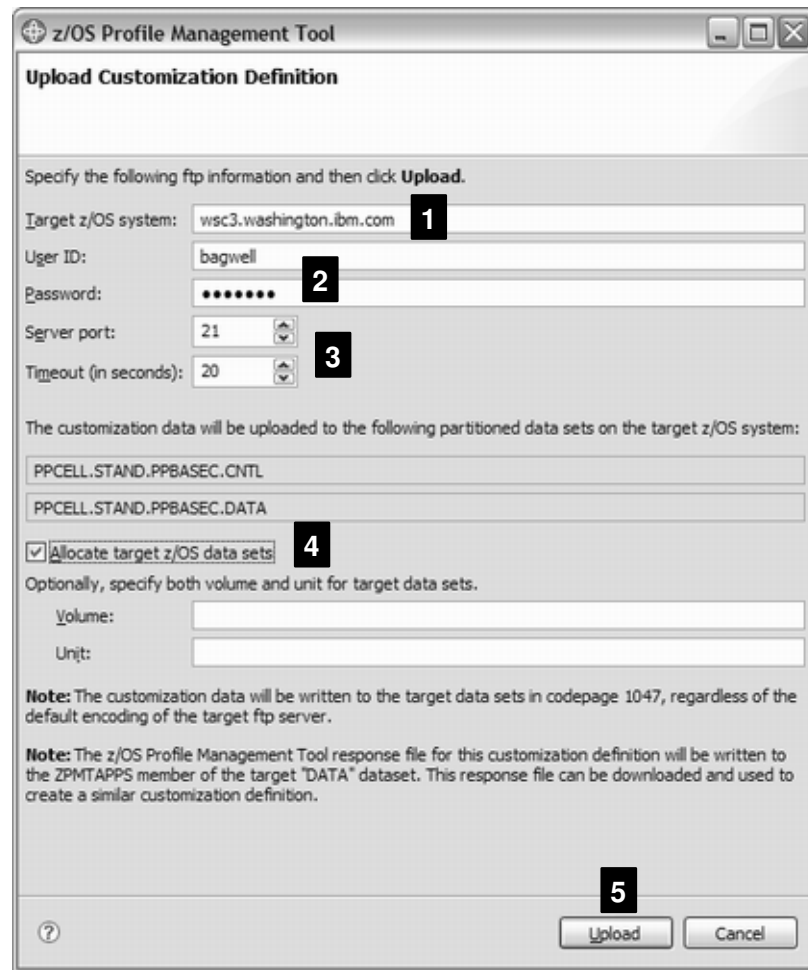 z/OS Profile Management Tool
Upload Customization Definition
Specify the following ftp information and then click Upload.
Target z/OS system: wsc3.washington.ibm.com 1
User ID: bagwell
2
Password: •••••••
Server port: 21
3
Timeout (in seconds): 20
The customization data will be uploaded to the following partitioned data sets on the target z/OS system:
PPCELL.STAND.PPBASEC.CNTL
PPCELL.STAND.PPBASEC.DATA
Allocate target z/OS data sets 4
Optionally, specify both volume and unit for target data sets.
Volume:
Unit:
Note: The customization data will be written to the target data sets in codepage 1047, regardless of the
default encoding of the target ftp server.
Note: The z/OS Profile Management Tool response file for this customization definition will be written to
the ZPMTAPPS member of the target "DATA" dataset. This response file can be downloaded and used to
create a similar customization definition.
5
? Upload Cancel